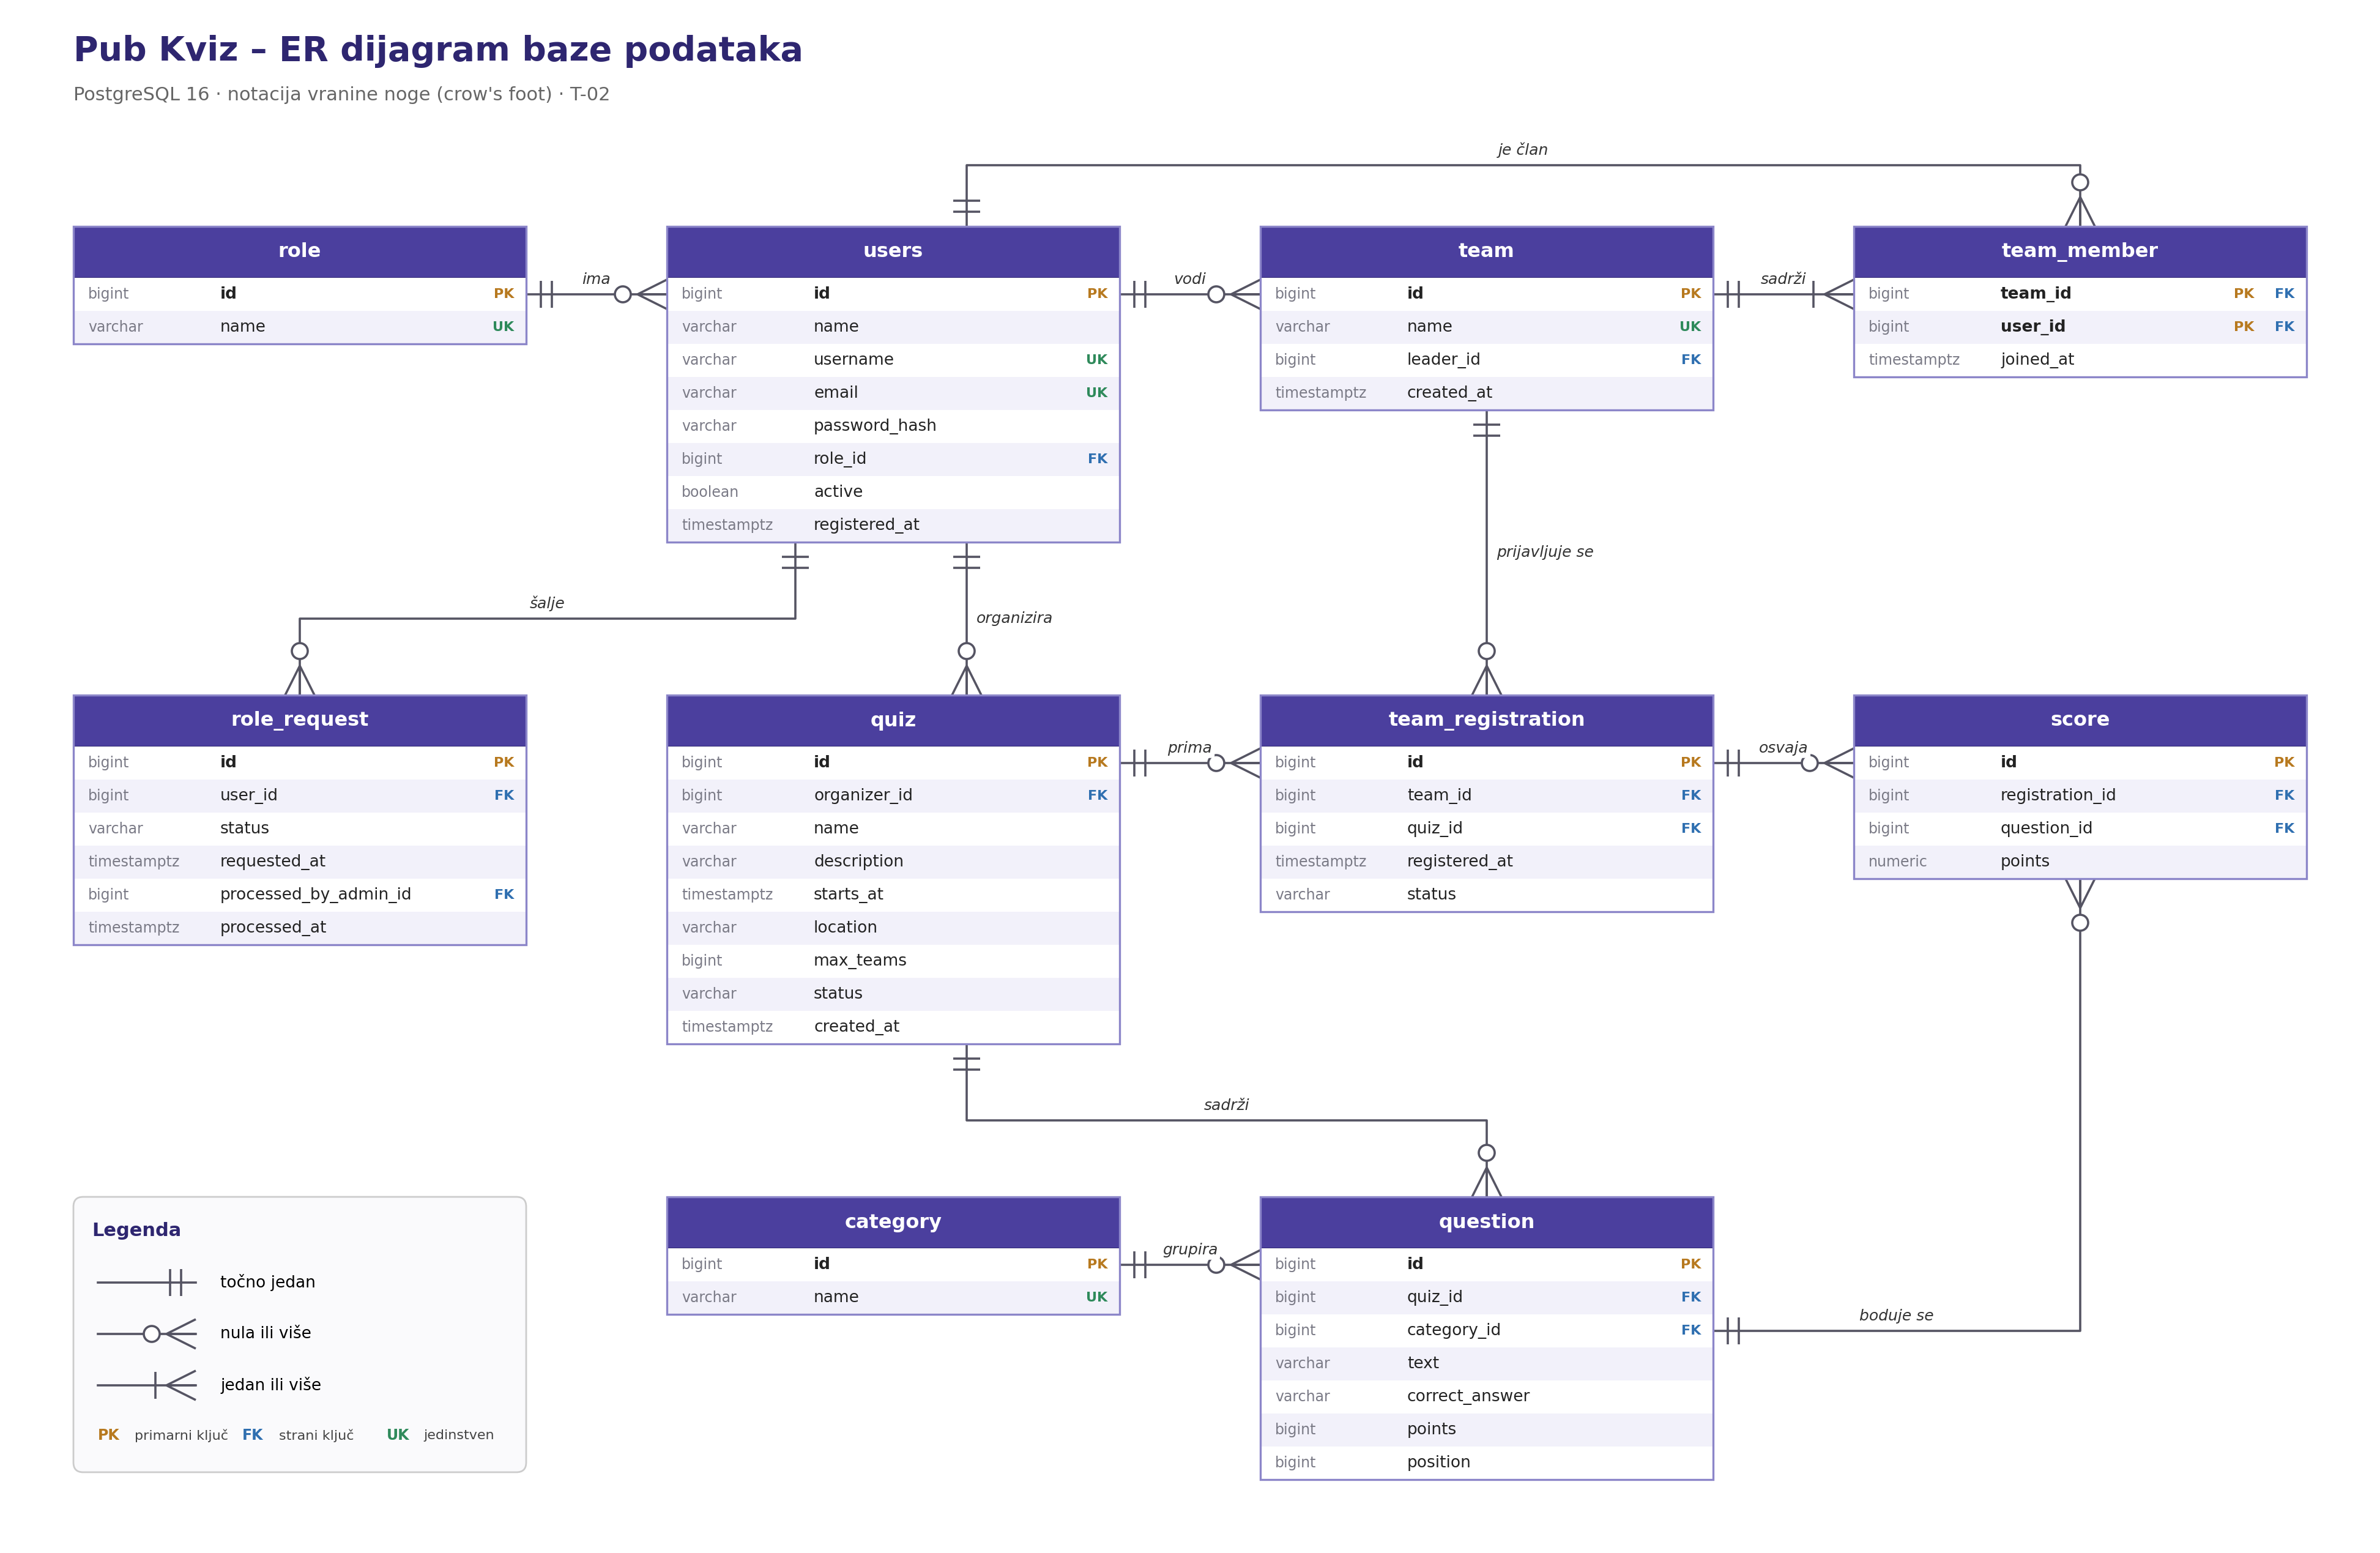 Pub Kviz – ER dijagram baze podataka
PostgreSQL 16 · notacija vranine noge (crow's foot) · T-02
je član
role
bigint id PK
varchar name UK
ima
users
bigint id PK
varchar name
varchar username UK
varchar email UK
varchar password_hash
bigint role_id FK
boolean active
timestamptz registered_at
vodi
team
bigint id PK
varchar name UK
bigint leader_id FK
timestamptz created_at
sadrži
team_member
bigint team_id PK FK
bigint user_id PK FK
timestamptz joined_at
šalje
organizira
prijavljuje se
role_request
bigint id PK
bigint user_id FK
varchar status
timestamptz requested_at
bigint processed_by_admin_id FK
timestamptz processed_at
quiz
bigint id PK
bigint organizer_id FK
varchar name
varchar description
timestamptz starts_at
varchar location
bigint max_teams
varchar status
timestamptz created_at
prima
team_registration
bigint id PK
bigint team_id FK
bigint quiz_id FK
timestamptz registered_at
varchar status
osvaja
score
bigint id PK
bigint registration_id FK
bigint question_id FK
numeric points
sadrži
Legenda
točno jedan
nula ili više
jedan ili više
PK primarni ključ FK strani ključ UK jedinstven
category
bigint id PK
varchar name UK
grupira
question
bigint id PK
bigint quiz_id FK
bigint category_id FK
varchar text
varchar correct_answer
bigint points
bigint position
boduje se